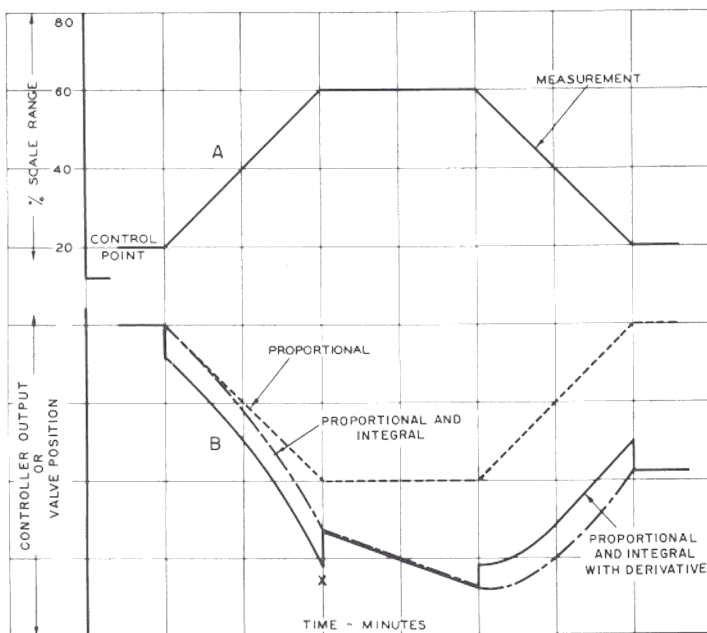 80
% SCALE RANGE
60
MEASUREMENT
A
40
CONTROL
POINT
20
PROPORTIONAL
PROPORTIONAL AND
INTEGRAL
B
CONTROLLER OUTPUT
OR
VALVE POSITION
X
PROPORTIONAL
AND INTEGRAL
WITH DERIVATIVE
TIME - MINUTES